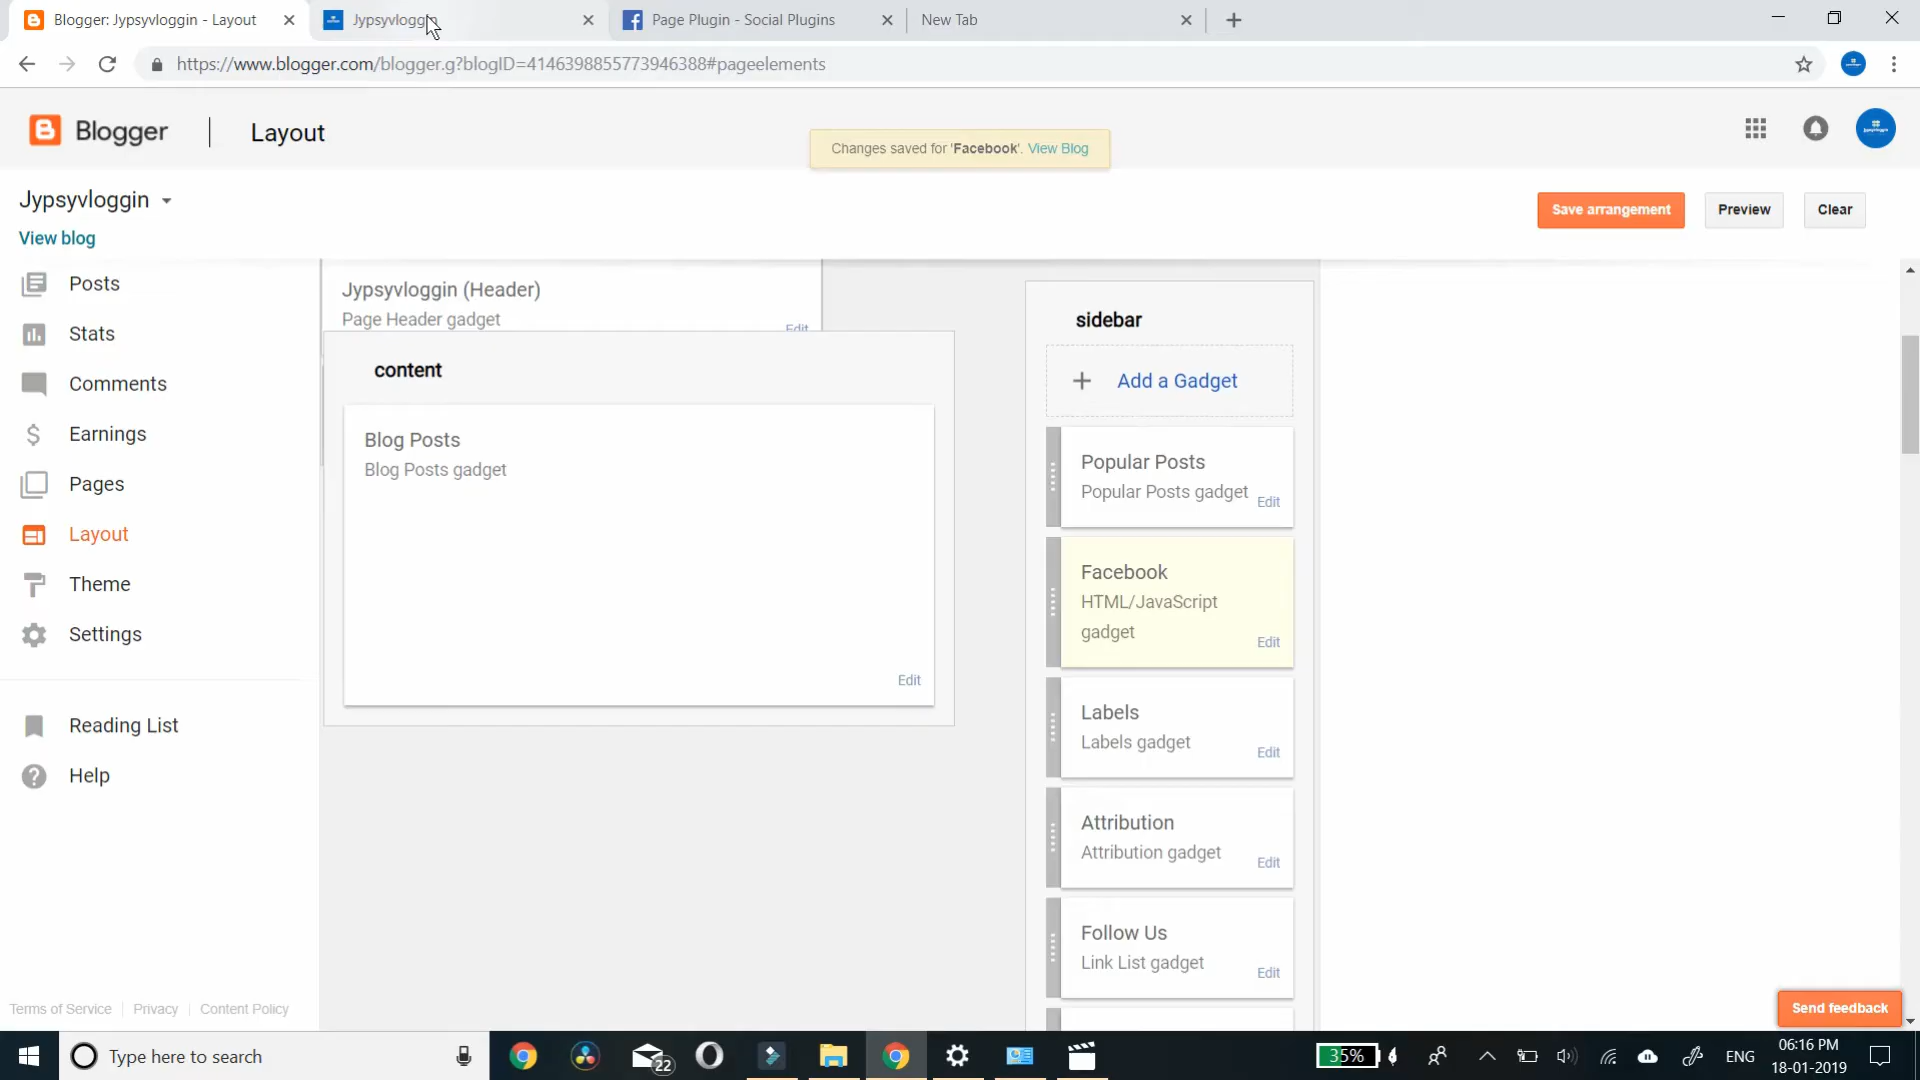 Blogger: Jypsyvloggin - Layout
Jypsyvloggin
Page Plugin - Social Plugins
New Tab
https://www.blogger.com/blogger.g?blogID=4146398855773946388#pageelements
Blogger
Layout
Changes saved for 'Facebook'. View Blog
Jypsyvloggin
Save arrangement
Preview
Clear
View blog
Posts
Stats
Comments
Earnings
Pages
Layout
Theme
Settings
Reading List
Help
Jypsyvloggin (Header)
Page Header gadget
Edit
content
Blog Posts
Blog Posts gadget
Edit
sidebar
Add a Gadget
Popular Posts
Popular Posts gadget
Edit
Facebook
HTML/JavaScript
gadget
Edit
Labels
Labels gadget
Edit
Attribution
Attribution gadget
Edit
Follow Us
Link List gadget
Edit
Terms of Service
Privacy
Content Policy
Send feedback
Type here to search
22
35%
ENG
06:16 PM
18-01-2019